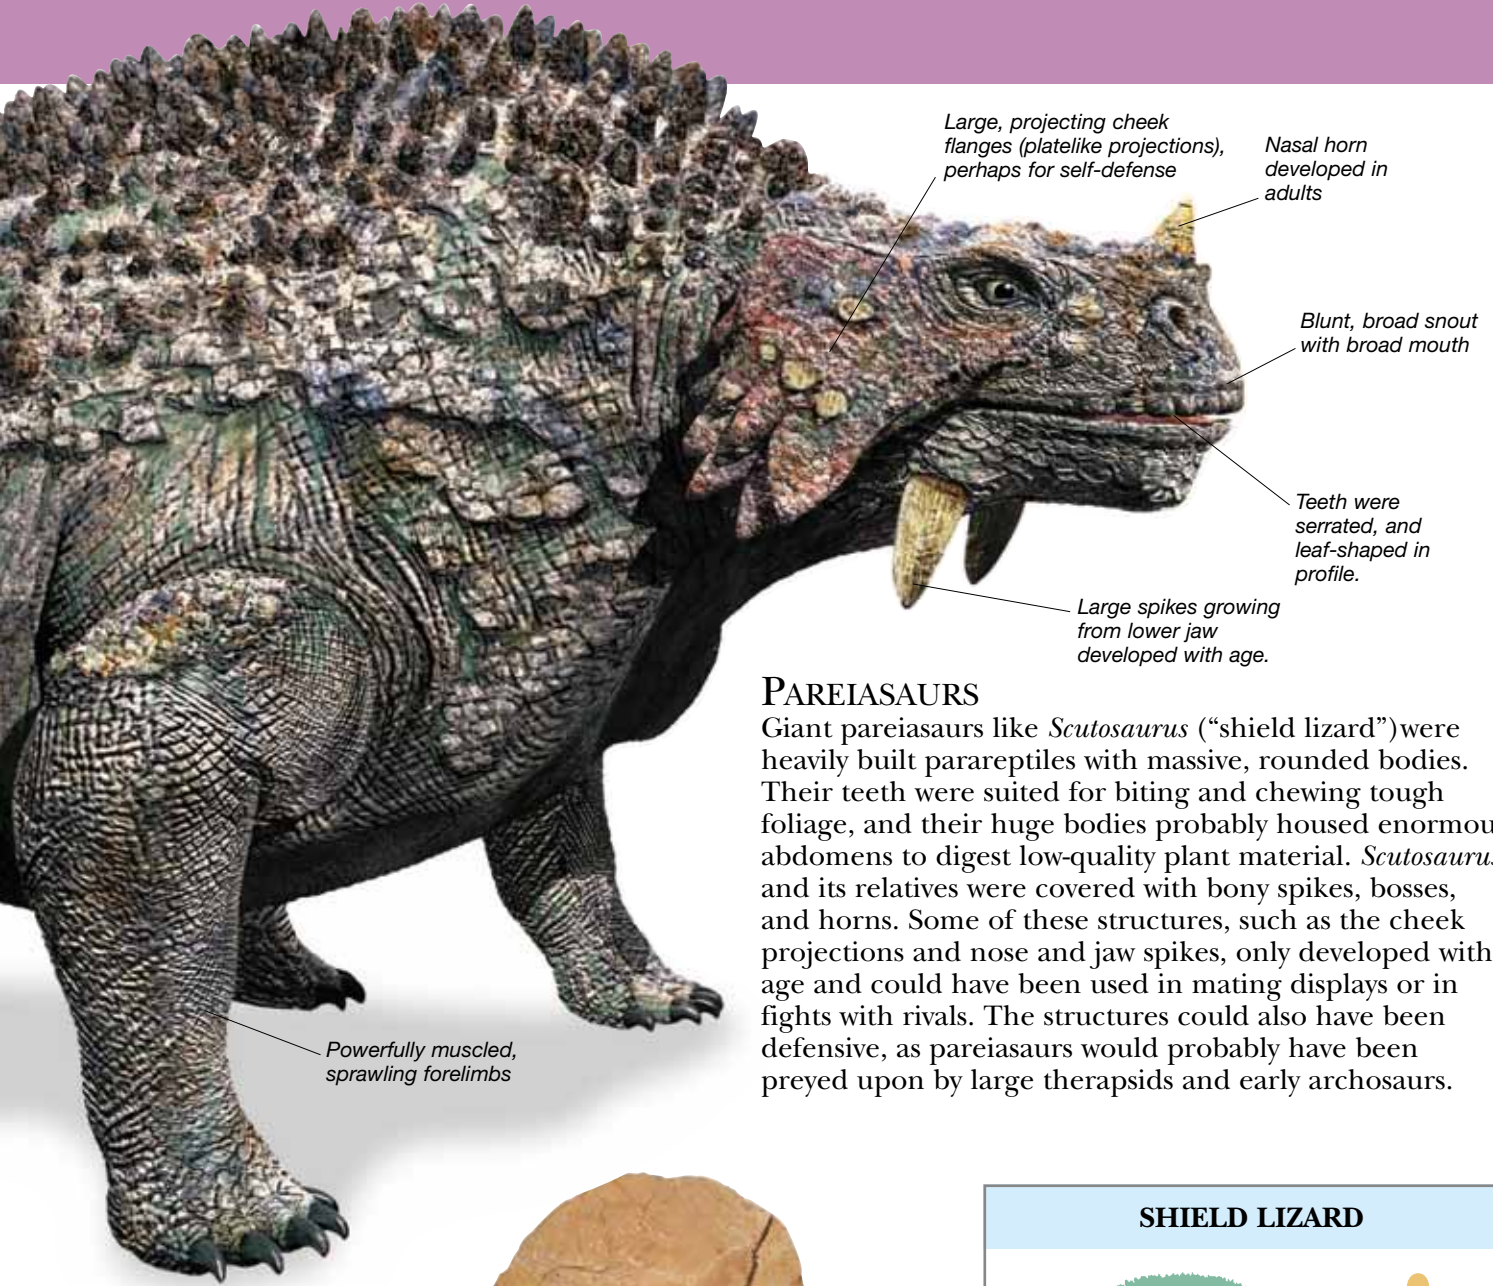 Large, projecting cheek
flanges (platelike projections),
perhaps for self-defense
Nasal horn
developed in
adults
Blunt, broad snout
with broad mouth
Teeth were
serrated, and
leaf-shaped in
profile.
Large spikes growing
from lower jaw
developed with age.
PAREIASAURS
Giant pareiasaurs like Scutosaurus (“shield lizard”)were
heavily built parareptiles with massive, rounded bodies.
Their teeth were suited for biting and chewing tough
foliage, and their huge bodies probably housed enormou
abdomens to digest low-quality plant material. Scutosaurus
and its relatives were covered with bony spikes, bosses,
and horns. Some of these structures, such as the cheek
projections and nose and jaw spikes, only developed with
age and could have been used in mating displays or in
fights with rivals. The structures could also have been
defensive, as pareiasaurs would probably have been
preyed upon by large therapsids and early archosaurs.
Powerfully muscled,
sprawling forelimbs
SHIELD LIZARD